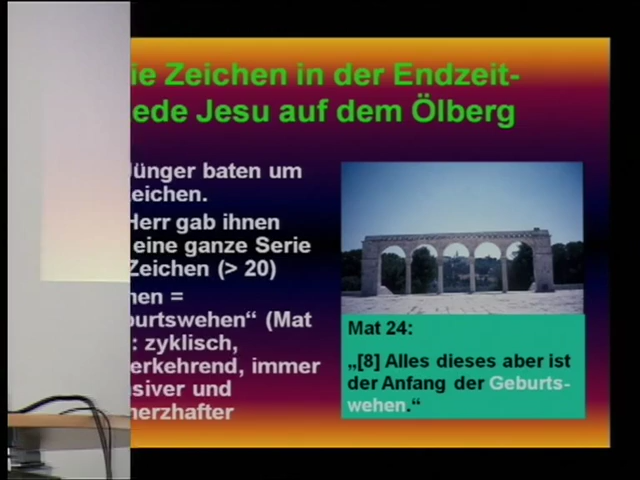 ie Zeichen in der Endzeit-
ede Jesu auf dem Ölberg
Jünger baten um
eichen.
Herr gab ihnen
eine ganze Serie
Zeichen (> 20)
hen =
burtswehen“ (Mat
: zyklisch,
erkehrend, immer
nsiver und
merzhafter
Mat 24:
„[8] Alles dieses aber ist
der Anfang der Geburts-
wehen.“